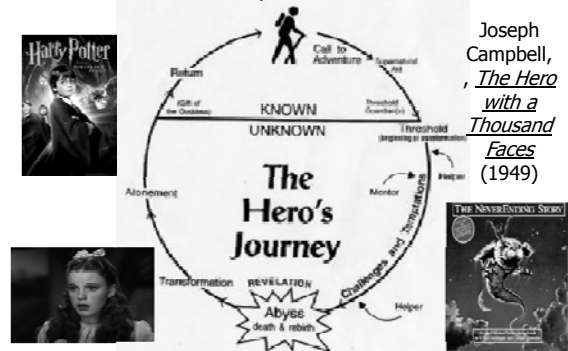 Harry Potter
Call to
Adventure
Supernatural
Aid
Return
(Gift of
the Goddess)
KNOWN
Threshold
Guardian(s)
UNKNOWN
Threshold
(beginning of transformation)
Helper
Mentor
The
Hero's
Journey
Challenges and Temptations
Atonement
Transformation
REVELATION
Abyss
death & rebirth
Helper
Joseph
Campbell,
, The Hero
with a
Thousand
Faces
(1949)
THE NEVERENDING STORY